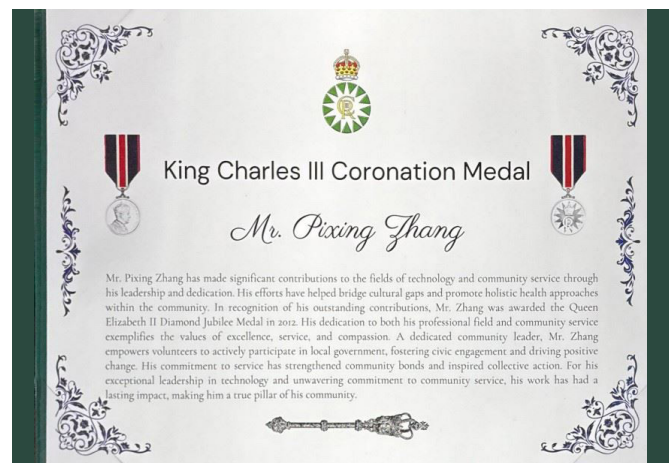 King Charles III Coronation Medal
Mr. Pixing Zhang
Mr. Pixing Zhang has made significant contributions to the fields of technology and community service through
his leadership and dedication. His efforts have helped bridge cultural gaps and promote holistic health approaches
within the community. In recognition of his outstanding contributions, Mr. Zhang was awarded the Queen
Elizabeth II Diamond Jubilee Medal in 2012. His dedication to both his professional field and community service
exemplifies the values of excellence, service, and compassion. A dedicated community leader, Mr. Zhang
empowers volunteers to actively participate in local government, fostering civic engagement and driving positive
change. His commitment to service has strengthened community bonds and inspired collective action. For his
exceptional leadership in technology and unwavering commitment to community service, his work has had a
lasting impact, making him a true pillar of his community.